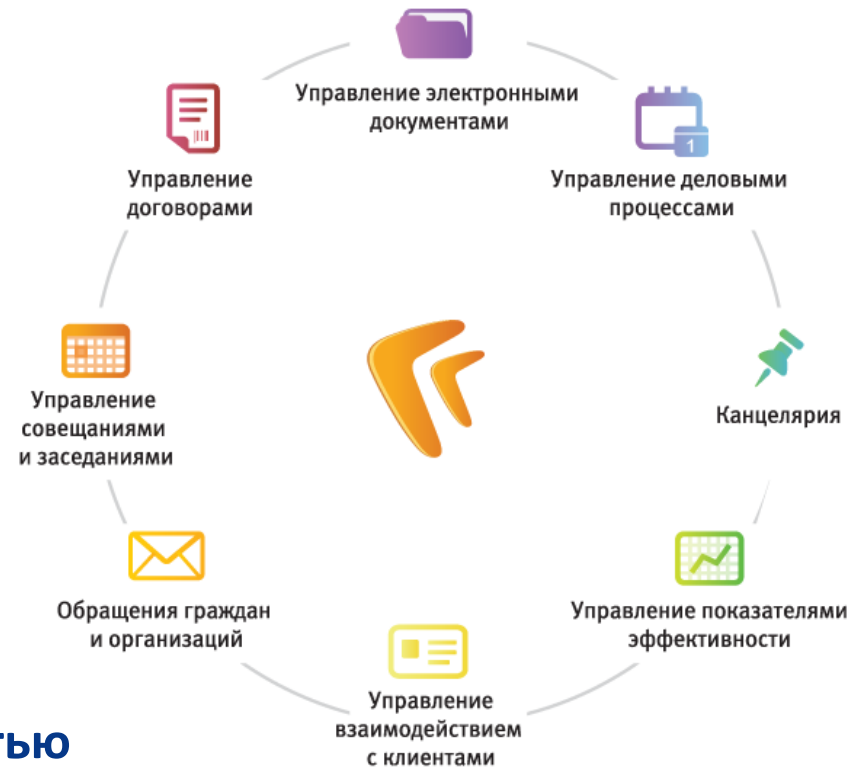 Управление электронными
документами
Управление
договорами
Управление деловыми
процессами
1
Управление
совещаниями
и заседаниями
Канцелярия
Обращения граждан
и организаций
Управление показателями
эффективности
Управление
взаимодействием
с клиентами
тью